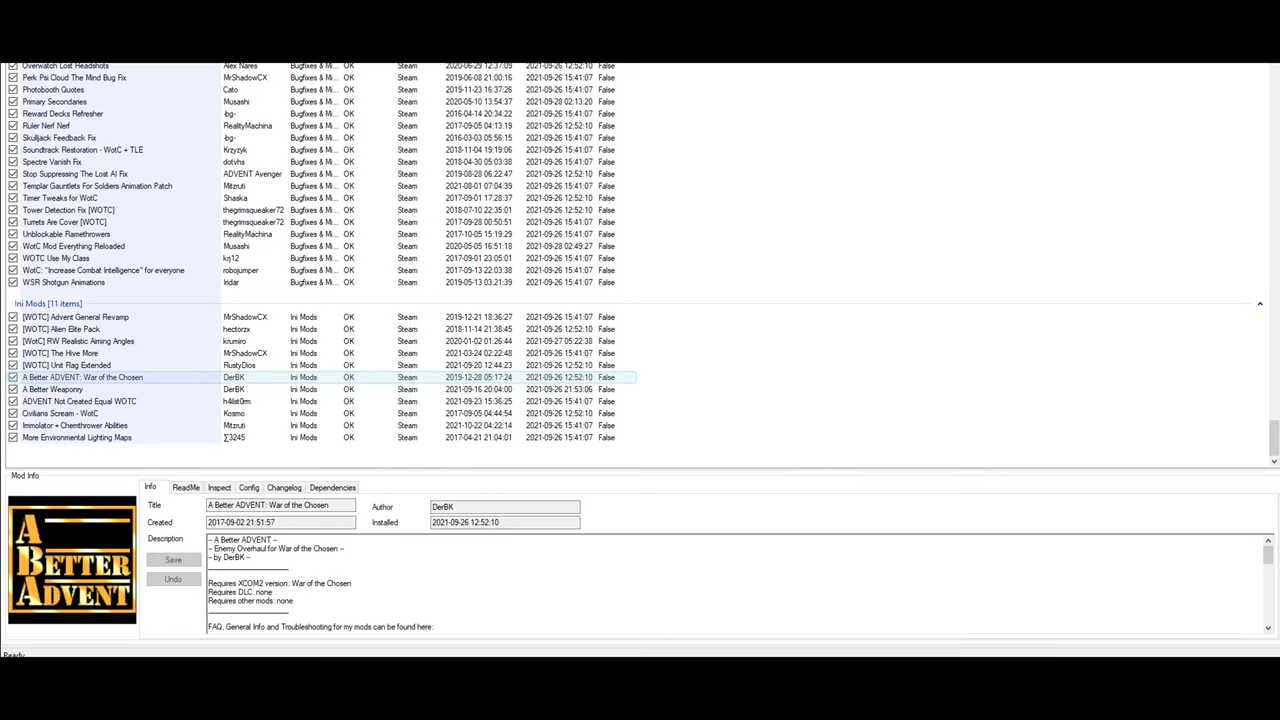 Overwatch Lost Headshots Alex Nares Bugfixes & Mi... OK Steam 2020-06-29 12:37:09 2021-09-26 15:41:07 False
Perk Psi Cloud The Mind Bug Fix MrShadowCX Bugfixes & Mi... OK Steam 2019-06-08 21:00:16 2021-09-26 15:41:07 False
Photobooth Quotes Cato Bugfixes & Mi... OK Steam 2019-11-23 16:37:26 2021-09-26 15:41:07 False
Primary Secondaries Musashi Bugfixes & Mi... OK Steam 2020-05-10 13:54:37 2021-09-28 02:13:20 False
Reward Decks Refresher -bg- Bugfixes & Mi... OK Steam 2016-04-14 20:34:22 2021-09-26 15:41:07 False
Ruler Nerf Nerf RealityMachina Bugfixes & Mi... OK Steam 2017-09-05 04:13:19 2021-09-26 12:52:10 False
Skulljack Feedback Fix -bg- Bugfixes & Mi... OK Steam 2016-03-03 05:56:15 2021-09-26 15:41:07 False
Soundtrack Restoration - WotC + TLE Krzyzyk Bugfixes & Mi... OK Steam 2018-11-04 19:19:06 2021-09-26 15:41:07 False
Spectre Vanish Fix dotvhs Bugfixes & Mi... OK Steam 2018-04-30 05:03:38 2021-09-26 15:41:07 False
Stop Suppressing The Lost AI Fix ADVENT Avenger Bugfixes & Mi... OK Steam 2019-08-28 06:22:47 2021-09-26 12:52:10 False
Templar Gauntlets For Soldiers Animation Patch Mitzruti Bugfixes & Mi... OK Steam 2021-08-01 07:04:39 2021-09-26 15:41:07 False
Timer Tweaks for WotC Shaska Bugfixes & Mi... OK Steam 2017-09-01 17:28:37 2021-09-26 15:41:07 False
Tower Detection Fix [WOTC] thegrimsqueaker72 Bugfixes & Mi... OK Steam 2018-07-10 22:35:01 2021-09-26 12:52:10 False
Turrets Are Cover [WOTC] thegrimsqueaker72 Bugfixes & Mi... OK Steam 2017-09-28 00:50:51 2021-09-26 15:41:07 False
Unblockable Flamethrowers RealityMachina Bugfixes & Mi... OK Steam 2017-10-05 15:19:29 2021-09-26 15:41:07 False
WotC Mod Everything Reloaded Musashi Bugfixes & Mi... OK Steam 2020-05-05 16:51:18 2021-09-28 02:49:27 False
WOTC Use My Class krj12 Bugfixes & Mi... OK Steam 2017-09-01 23:05:01 2021-09-26 15:41:07 False
WotC: "Increase Combat Intelligence" for everyone robojumper Bugfixes & Mi... OK Steam 2017-09-13 22:03:38 2021-09-26 15:41:07 False
WSR Shotgun Animations Iridar Bugfixes & Mi... OK Steam 2019-05-13 03:21:39 2021-09-26 15:41:07 False
Ini Mods [11 items]
[WOTC] Advent General Revamp MrShadowCX Ini Mods OK Steam 2019-12-21 18:36:27 2021-09-26 15:41:07 False
[WOTC] Alien Elite Pack hectorzx Ini Mods OK Steam 2018-11-14 21:38:45 2021-09-26 12:52:10 False
[WotC] RW Realistic Aiming Angles krumiro Ini Mods OK Steam 2020-01-02 01:26:44 2021-09-27 05:22:38 False
[WOTC] The Hive More MrShadowCX Ini Mods OK Steam 2021-03-24 02:22:48 2021-09-26 15:41:07 False
[WOTC] Unit Flag Extended RustyDios Ini Mods OK Steam 2021-09-20 12:44:23 2021-09-26 12:52:10 False
A Better ADVENT: War of the Chosen DerBK Ini Mods OK Steam 2019-12-28 05:17:24 2021-09-26 12:52:10 False
A Better Weaponry DerBK Ini Mods OK Steam 2021-09-16 20:04:00 2021-09-26 21:53:06 False
ADVENT Not Created Equal WOTC h4ilst0rm Ini Mods OK Steam 2021-09-23 15:36:25 2021-09-26 15:41:07 False
Civilians Scream - WotC Kosmo Ini Mods OK Steam 2017-09-05 04:44:54 2021-09-26 12:52:10 False
Immolator + Chemthrower Abilities Mitzruti Ini Mods OK Steam 2021-10-22 04:22:14 2021-09-26 15:41:07 False
More Environmental Lighting Maps ∑3245 Ini Mods OK Steam 2017-04-21 21:04:01 2021-09-26 15:41:07 False
Mod Info
A BETTER ADVENT
Info ReadMe Inspect Config Changelog Dependencies
Title A Better ADVENT: War of the Chosen Author DerBK
Created 2017-09-02 21:51:57 Installed 2021-09-26 12:52:10
Description -- A Better ADVENT --
-- Enemy Overhaul for War of the Chosen --
-- by DerBK --
Save
Undo
Requires XCOM2 version: War of the Chosen
Requires DLC: none
Requires other mods: none
FAQ, General Info and Troubleshooting for my mods can be found here:
Ready